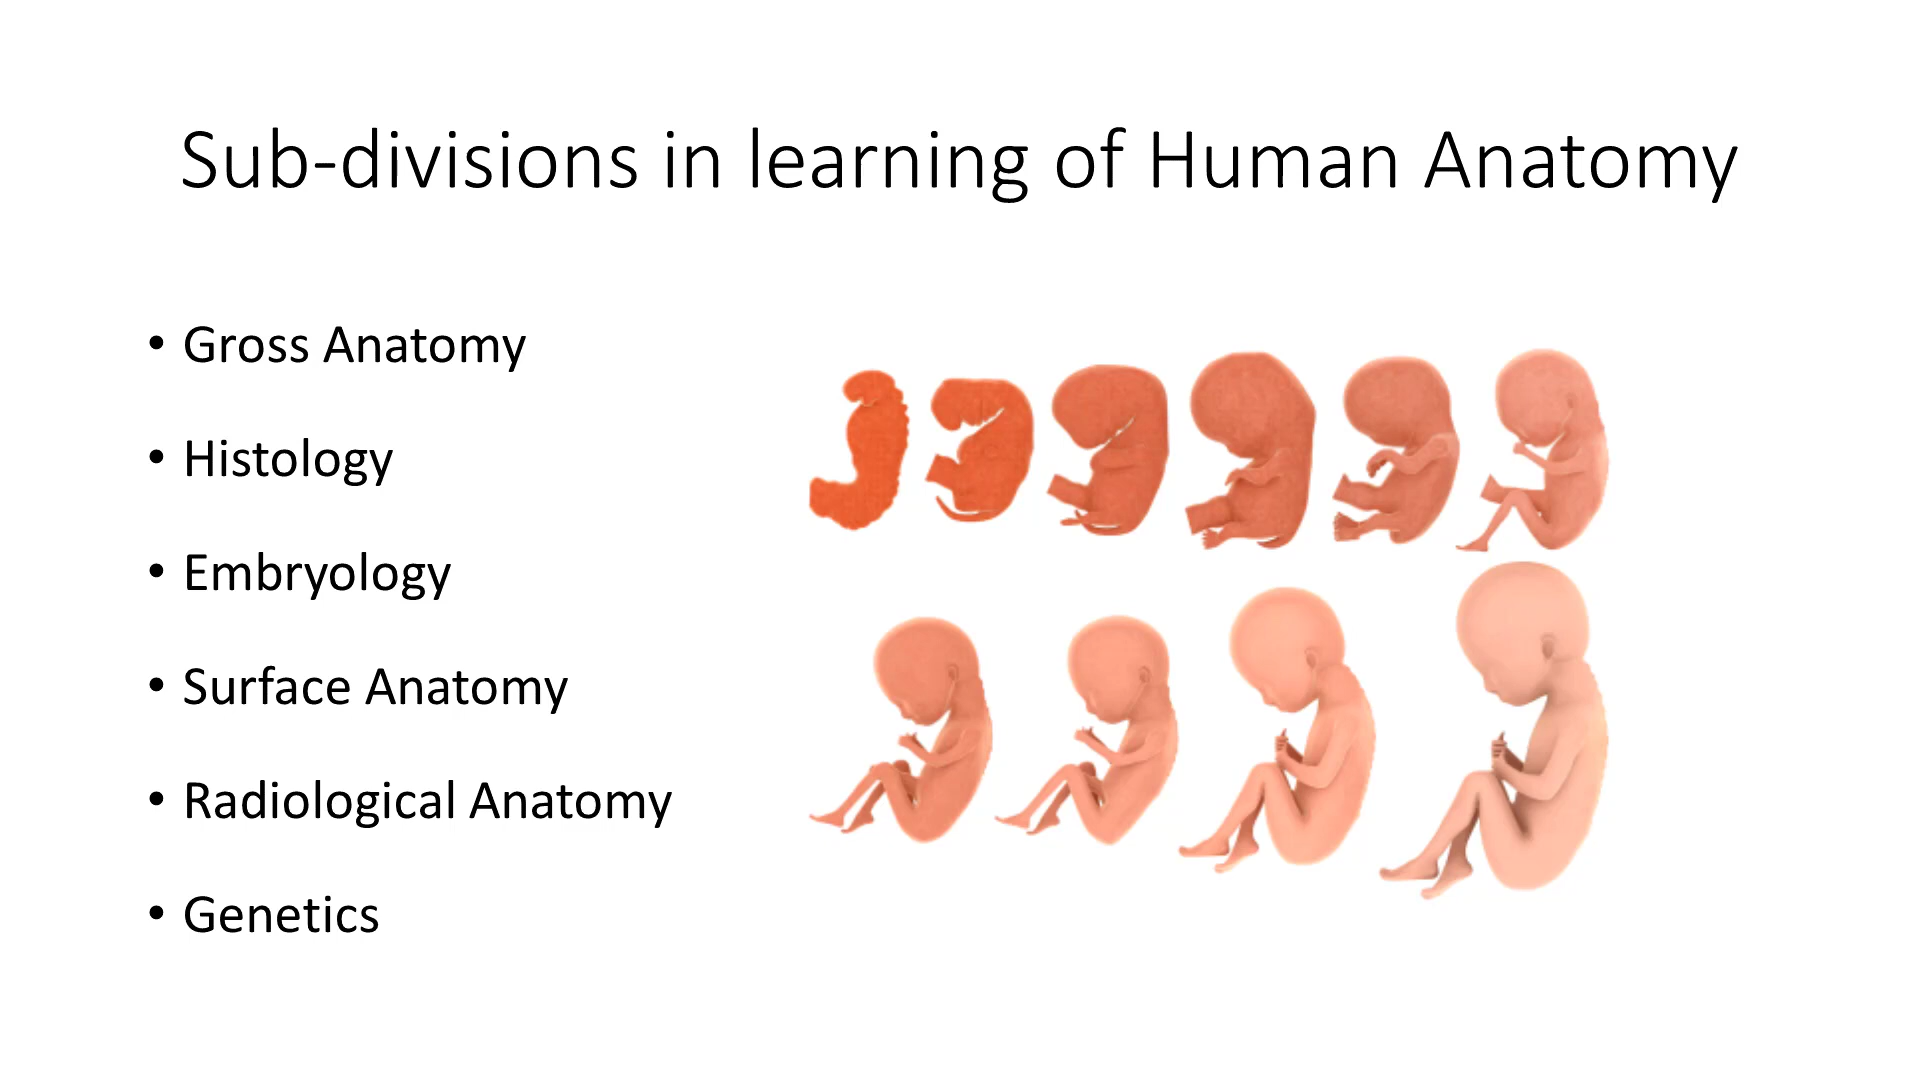 Sub-divisions in learning of Human Anatomy
• Gross Anatomy
• Histology
• Embryology
• Surface Anatomy
• Radiological Anatomy
• Genetics